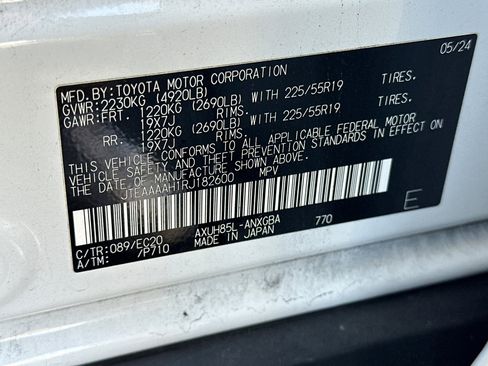 05/24
MFD.BY:TOYOTA MOTOR CORPORATION
GVWR:2230KG (4920LB)
GAWR:FRT. 1220KG (2690LB) WITH 225/55R19 TIRES.
19X7J RIMS.
RR. 1220KG (2690LB) WITH 225/55R19 TIRES.
19X7J RIMS.
THIS VEHICLE CONFORMS TO ALL APPLICABLE FEDERAL MOTOR
VEHICLE SAFETY AND THEFT PREVENTION STANDARDS IN EFFECT ON
THE DATE OF MANUFACTURE SHOWN ABOVE.
JTEAAAAH1RJ182600 MPV
E
C/TR:089/EC20 AXUH85L-ANXGBA 770
A/TM: /P710 MADE IN JAPAN